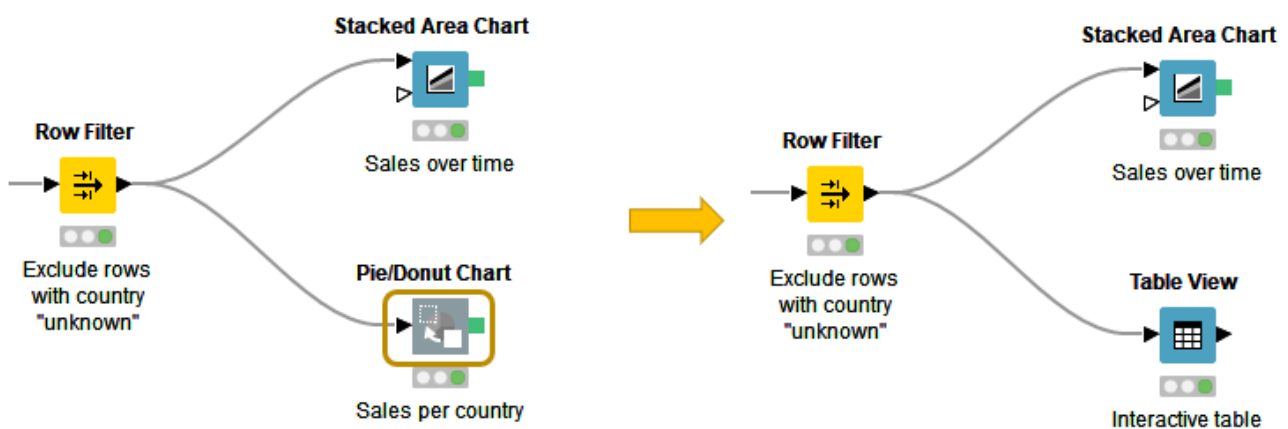 Stacked Area Chart
Sales over time
Row Filter
Exclude rows
with country
"unknown"
Pie/Donut Chart
Sales per country
Stacked Area Chart
Sales over time
Row Filter
Exclude rows
with country
"unknown"
Table View
Interactive table